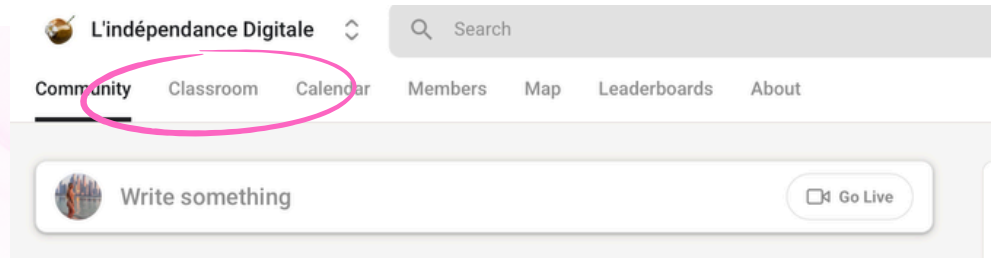 L'indépendance Digitale
Search
Community Classroom Calendar Members Map Leaderboards About
Write something
Go Live